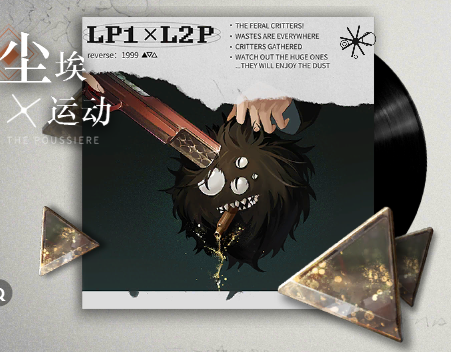 LP1×L2P
reverse: 1999
• THE FERAL CRITTERS!
• WASTES ARE EVERYWHERE
• CRITTERS GATHERED
• WATCH OUT THE HUGE ONES
...THEY WILL ENJOY THE DUST
尘埃
×运动
THE POUSSIERE